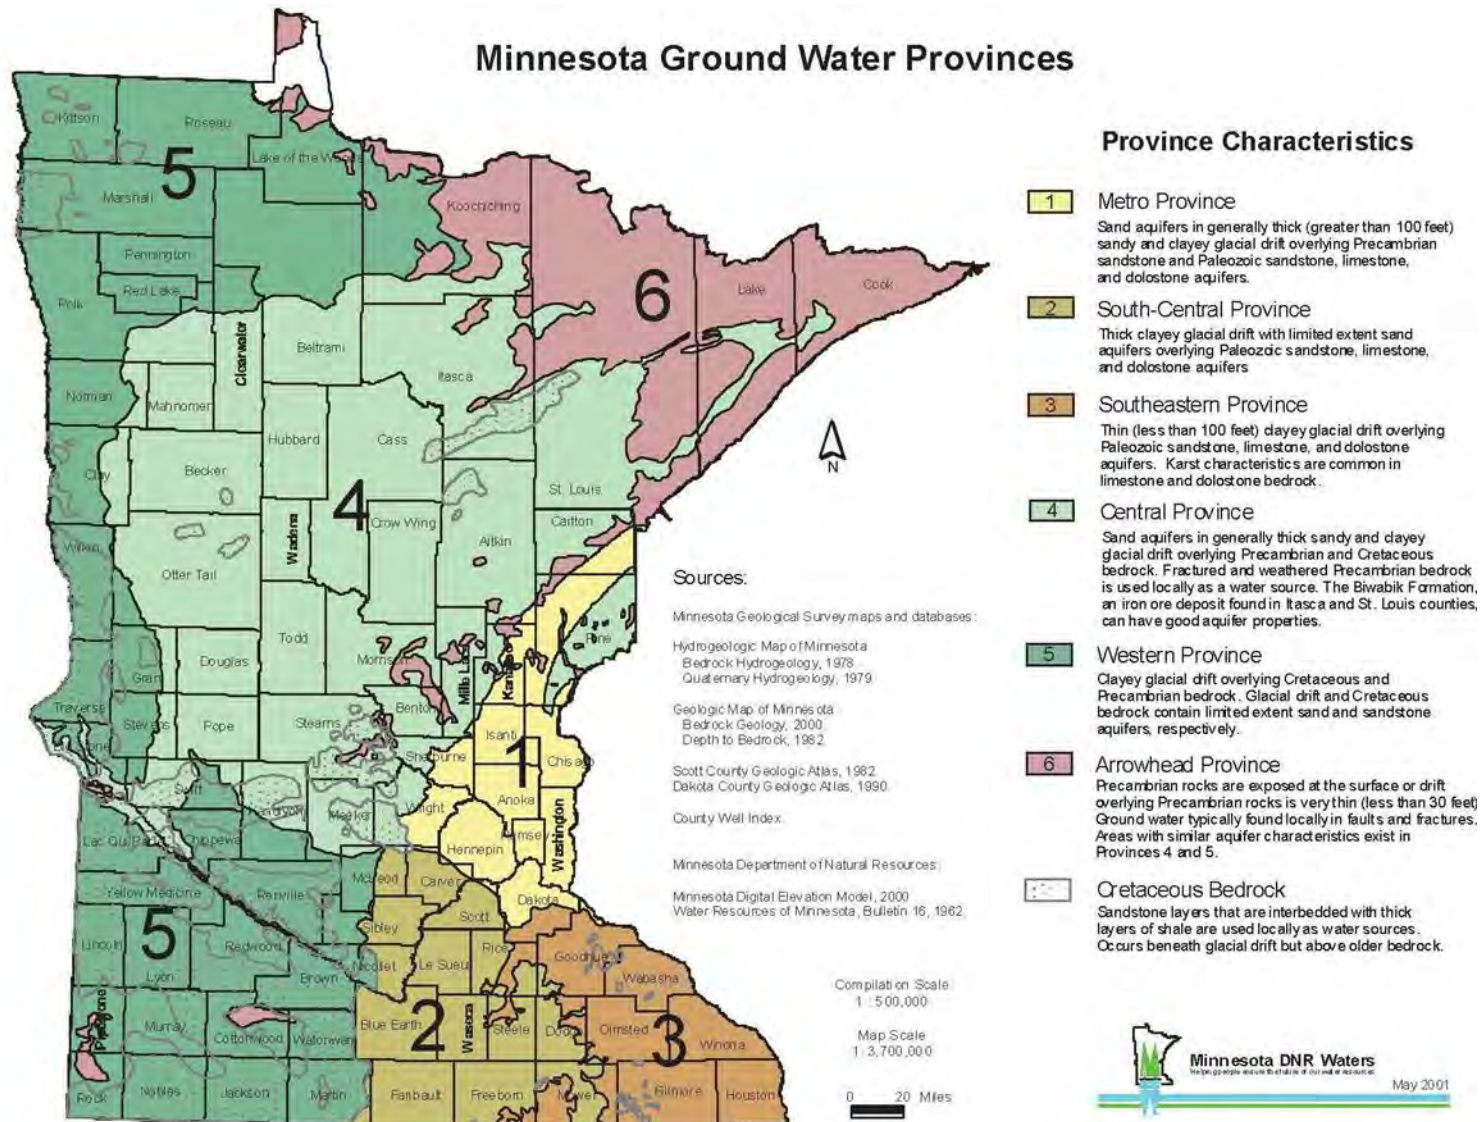 Minnesota Ground Water Provinces
Province Characteristics
1 Metro Province
Sand aquifers in generally thick (greater than 100 feet)
sandy and clayey glacial drift overlying Precambrian
sandstone and Paleozoic sandstone, limestone,
and dolostone aquifers.
2 South-Central Province
Thick clayey glacial drift with limited extent sand
aquifers overlying Paleozoic sandstone, limestone,
and dolostone aquifers
3 Southeastern Province
Thin (less than 100 feet) clayey glacial drift overlying
Paleozoic sandstone, limestone, and dolostone
aquifers. Karst characteristics are common in
limestone and dolostone bedrock.
4 Central Province
Sand aquifers in generally thick sandy and clayey
glacial drift overlying Precambrian and Cretaceous
bedrock. Fractured and weathered Precambrian bedrock
is used locally as a water source. The Biwabik Formation,
an iron ore deposit found in Itasca and St. Louis counties,
can have good aquifer properties.
5 Western Province
Clayey glacial drift overlying Cretaceous and
Precambrian bedrock. Glacial drift and Cretaceous
bedrock contain limited extent sand and sandstone
aquifers, respectively.
6 Arrowhead Province
Precambrian rocks are exposed at the surface or drift
overlying Precambrian rocks is very thin (less than 30 feet)
Ground water typically found locally in faults and fractures.
Areas with similar aquifer characteristics exist in
Provinces 4 and 5.
Cretaceous Bedrock
Sandstone layers that are interbedded with thick
layers of shale are used locally as water sources.
Occurs beneath glacial drift but above older bedrock.
Kittson
Roseau
Lake of the Woods
5
Marshall
Koochiching
Pennington
Red Lake
Polk
6
Lake
Cook
Clearwater
Beltrami
Itasca
Norman
Mahnomen
Hubbard
Cass
N
Clay
Becker
St. Louis
4
Wadena
Crow Wing
Carlton
Aitkin
Wilkin
Otter Tail
Todd
Morrison
Pine
Douglas
Grant
Mille Lacs
Kanabec
Traverse
Stevens
Pope
Stearns
Benton
Isanti
1
Sherburne
Chisago
Swift
Anoka
Kandiyohi
Meeker
Wright
Ramsey
Washington
Lac Qui Parle
Chippewa
Hennepin
McLeod
Carver
Yellow Medicine
Renville
Dakota
Scott
Sibley
Lincoln
5
Lyon
Redwood
Nicollet
Le Sueur
Rice
Goodhue
Wabasha
Brown
Pipestone
Murray
Cottonwood
Watonwan
Blue Earth
2
Waseca
Steele
Dodge
Olmsted
3
Winona
Rock
Nobles
Jackson
Martin
Faribault
Freeborn
Mower
Fillmore
Houston
Sources:
Minnesota Geological Survey maps and databases:
Hydrogeologic Map of Minnesota
Bedrock Hydrogeology, 1978
Quaternary Hydrogeology, 1979
Geologic Map of Minnesota
Bedrock Geology, 2000
Depth to Bedrock, 1982
Scott County Geologic Atlas, 1982
Dakota County Geologic Atlas, 1990
County Well Index
Minnesota Department of Natural Resources:
Minnesota Digital Elevation Model, 2000
Water Resources of Minnesota, Bulletin 16, 1962
Compilation Scale
1 : 500,000
Map Scale
1: 3,700,000
0 20 Miles
Minnesota DNR Waters
Helping people ensure the future of our water resources
May 2001